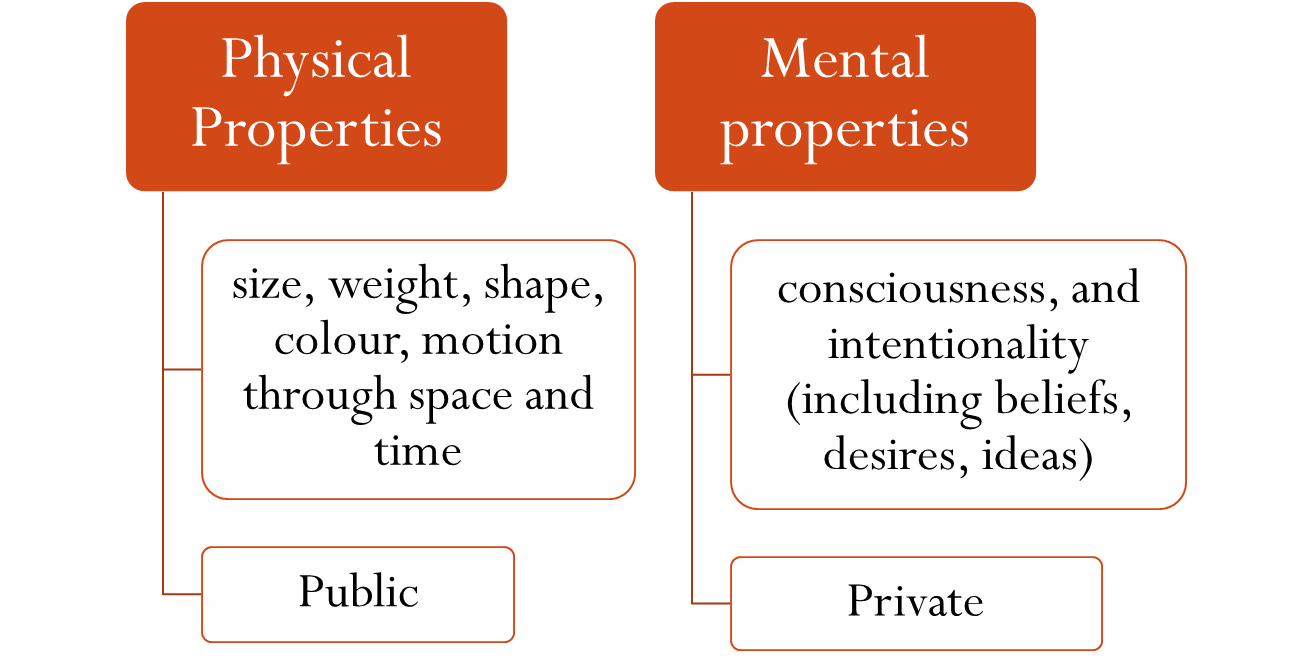 Physical
Properties
size, weight, shape,
colour, motion
through space and
time
Public
Mental
properties
consciousness, and
intentionality
(including beliefs,
desires, ideas)
Private